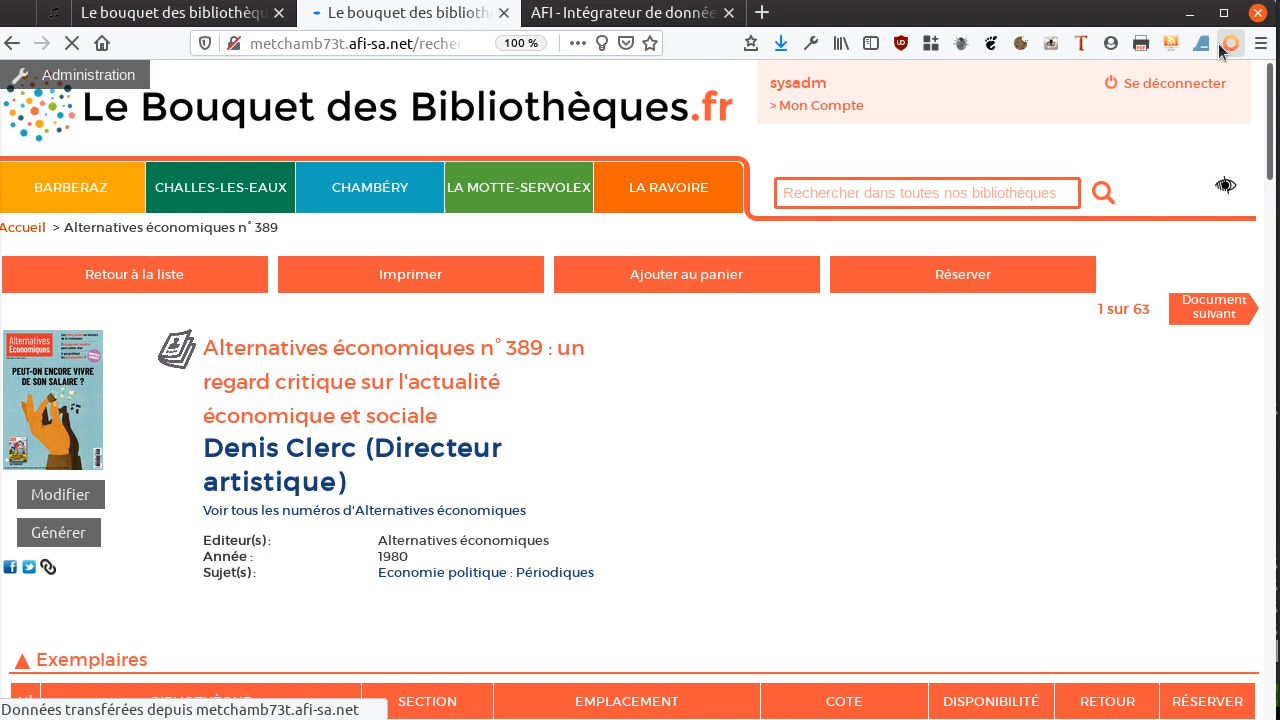 Le bouquet des bibliothèqu
Le bouquet des biblioth
AFI - Intégrateur de donnée
metchamb73t.afi-sa.net/recher
100 %
Administration
Le Bouquet des Bibliothèques.fr
sysadm
Se déconnecter
> Mon Compte
BARBERAZ
CHALLES-LES-EAUX
CHAMBÉRY
LA MOTTE-SERVOLEX
LA RAVOIRE
Rechercher dans toutes nos bibliothèques
Accueil > Alternatives économiques n° 389
Retour à la liste
Imprimer
Ajouter au panier
Réserver
1 sur 63
Document
suivant
Alternatives
Economiques
PEUT-ON ENCORE VIVRE
DE SON SALAIRE ?
Alternatives économiques n° 389 : un
regard critique sur l'actualité
économique et sociale
Denis Clerc (Directeur
artistique)
Voir tous les numéros d'Alternatives économiques
Modifier
Générer
Editeur(s) : Alternatives économiques
Année : 1980
Sujet(s) : Economie politique : Périodiques
Exemplaires
N°
BIBLIOTHÈQUE
SECTION
EMPLACEMENT
COTE
DISPONIBILITÉ
RETOUR
RÉSERVER
Données transférées depuis metchamb73t.afi-sa.net